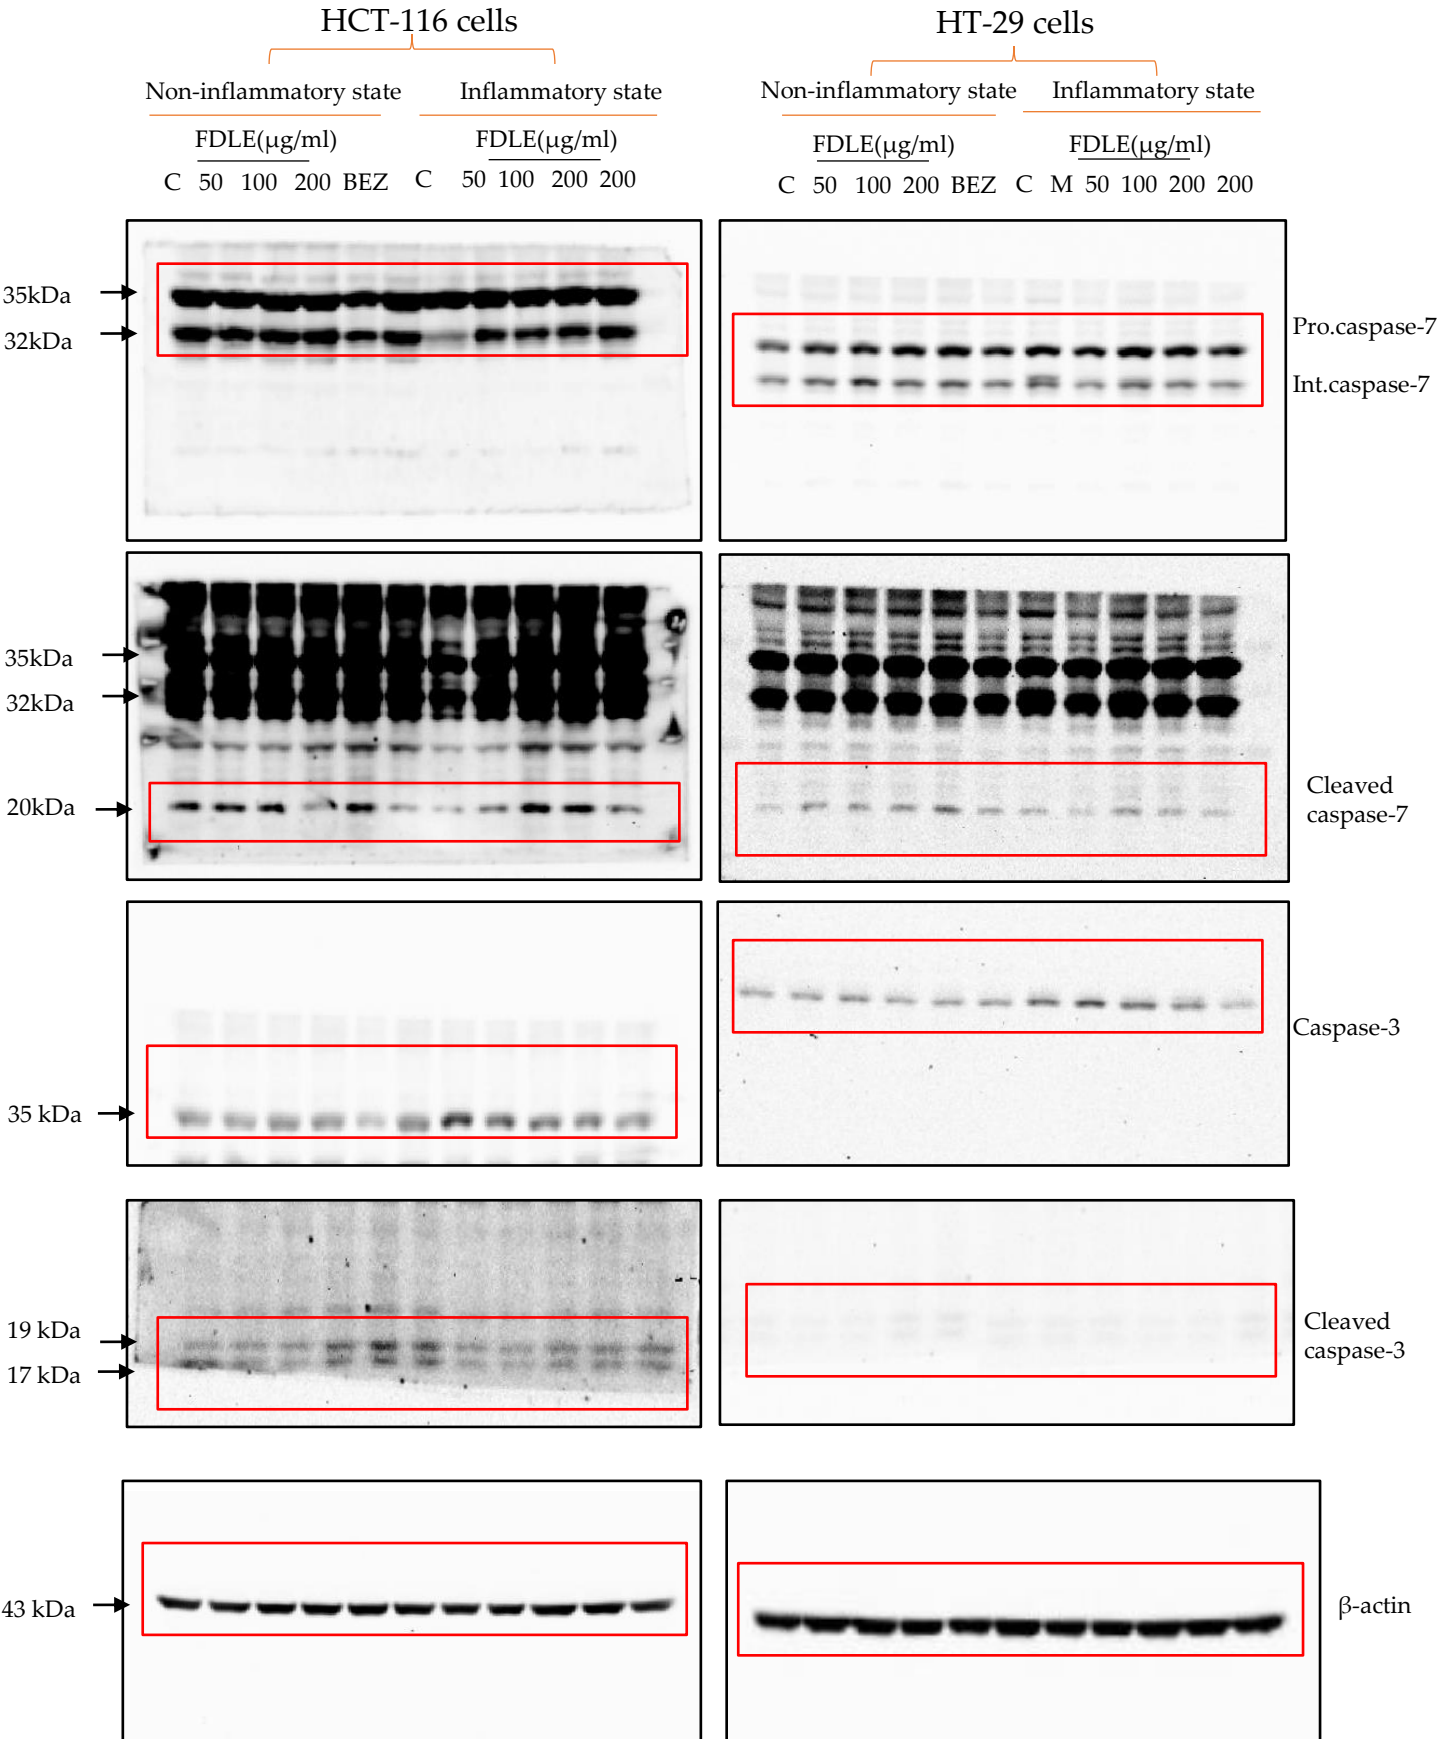 HCT-116 cells
HT-29 cells
Non-inflammatory state
Inflammatory state
Non-inflammatory state
Inflammatory state
FDLE(µg/ml)
FDLE(µg/ml)
FDLE(µg/ml)
FDLE(µg/ml)
C 50 100 200 BEZ C 50 100 200 200
C 50 100 200 BEZ C M 50 100 200 200
35kDa
32kDa
Pro.caspase-7
Int.caspase-7
35kDa
32kDa
20kDa
Cleaved
caspase-7
35 kDa
Caspase-3
19 kDa
17 kDa
Cleaved
caspase-3
43 kDa
β-actin